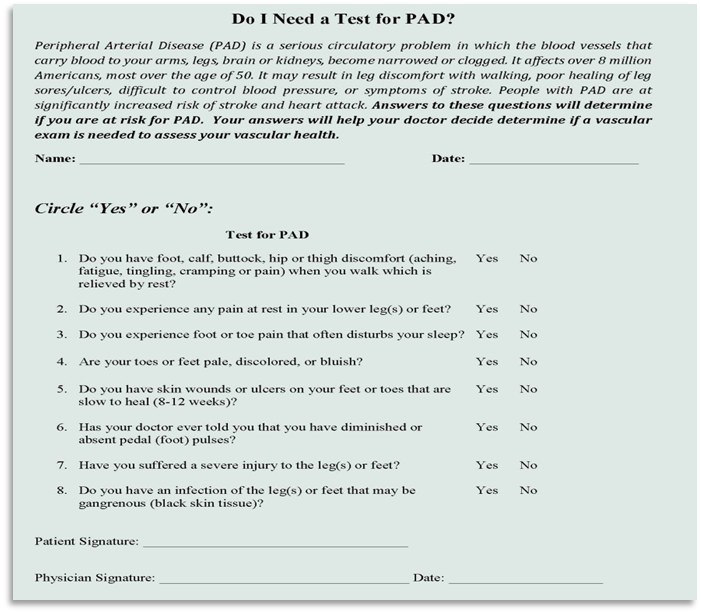 Do I Need a Test for PAD?
Peripheral Arterial Disease (PAD) is a serious circulatory problem in which the blood vessels that
carry blood to your arms, legs, brain or kidneys, become narrowed or clogged. It affects over 8 million
Americans, most over the age of 50. It may result in leg discomfort with walking, poor healing of leg
sores/ulcers, difficult to control blood pressure, or symptoms of stroke. People with PAD are at
significantly increased risk of stroke and heart attack. Answers to these questions will determine
if you are at risk for PAD. Your answers will help your doctor decide determine if a vascular
exam is needed to assess your vascular health.
Name: ______________________ Date: ______________
Circle “Yes” or “No”:
Test for PAD
1. Do you have foot, calf, buttock, hip or thigh discomfort (aching, Yes No
fatigue, tingling, cramping or pain) when you walk which is
relieved by rest?
2. Do you experience any pain at rest in your lower leg(s) or feet? Yes No
3. Do you experience foot or toe pain that often disturbs your sleep? Yes No
4. Are your toes or feet pale, discolored, or bluish? Yes No
5. Do you have skin wounds or ulcers on your feet or toes that are Yes No
slow to heal (8-12 weeks)?
6. Has your doctor ever told you that you have diminished or Yes No
absent pedal (foot) pulses?
7. Have you suffered a severe injury to the leg(s) or feet? Yes No
8. Do you have an infection of the leg(s) or feet that may be Yes No
gangrenous (black skin tissue)?
Patient Signature: ______________________
Physician Signature: ______________________ Date: ______________